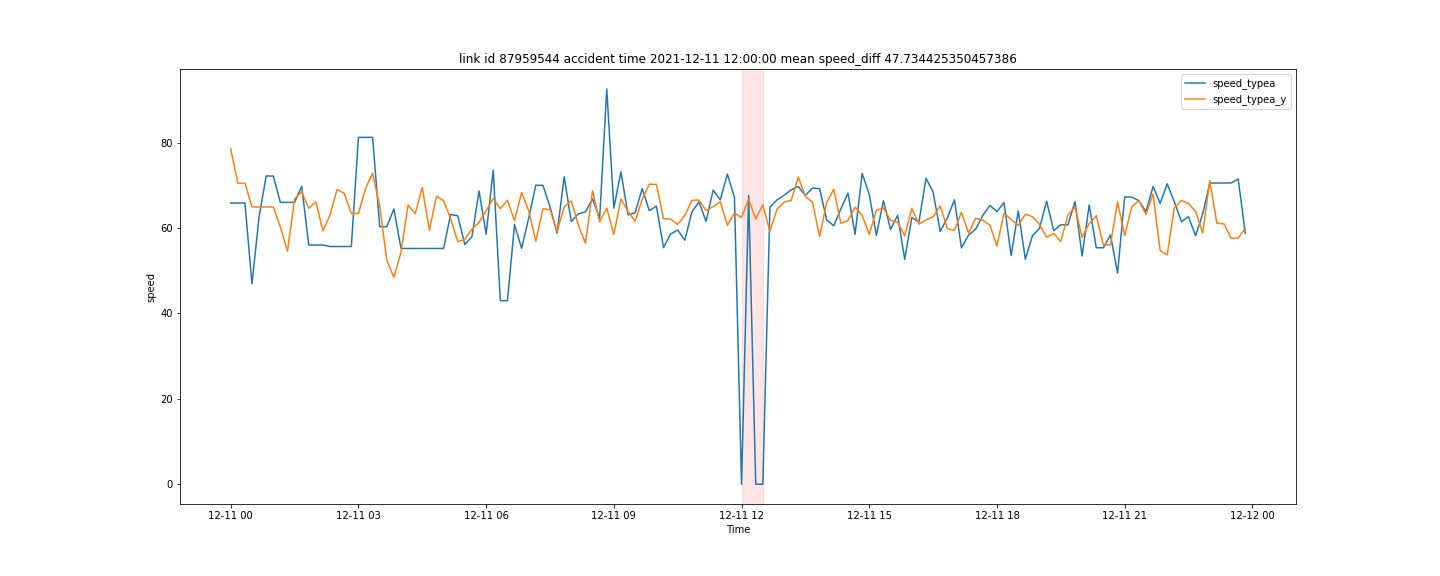 link id 87959544 accident time 2021-12-11 12:00:00 mean speed_diff 47.734425350457386
speed_typea
speed_typea_y
80
60
40
20
0
speed
12-11 00 12-11 03 12-11 06 12-11 09 12-11 12 12-11 15 12-11 18 12-11 21 12-12 00
Time